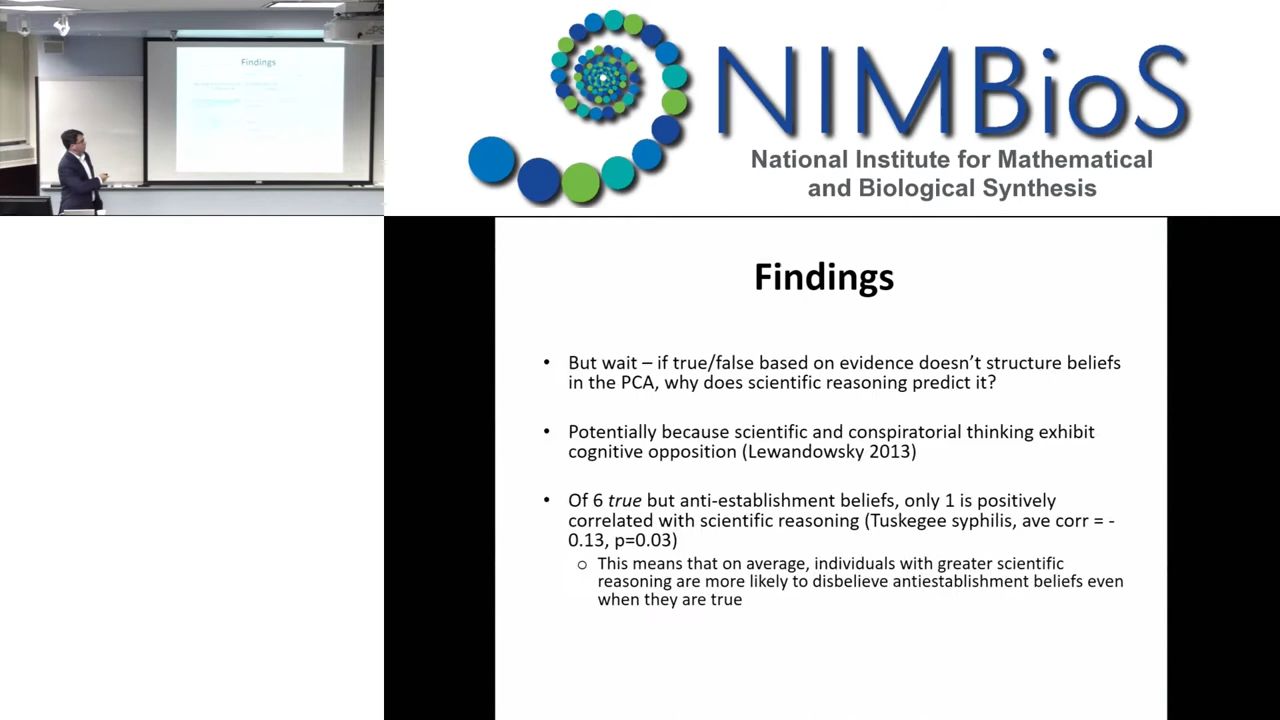 Findings
NIMBioS
National Institute for Mathematical
and Biological Synthesis
Findings
• But wait – if true/false based on evidence doesn’t structure beliefs
in the PCA, why does scientific reasoning predict it?
• Potentially because scientific and conspiratorial thinking exhibit
cognitive opposition (Lewandowsky 2013)
• Of 6 true but anti-establishment beliefs, only 1 is positively
correlated with scientific reasoning (Tuskegee syphilis, ave corr = -
0.13, p=0.03)
o This means that on average, individuals with greater scientific
reasoning are more likely to disbelieve antiestablishment beliefs even
when they are true